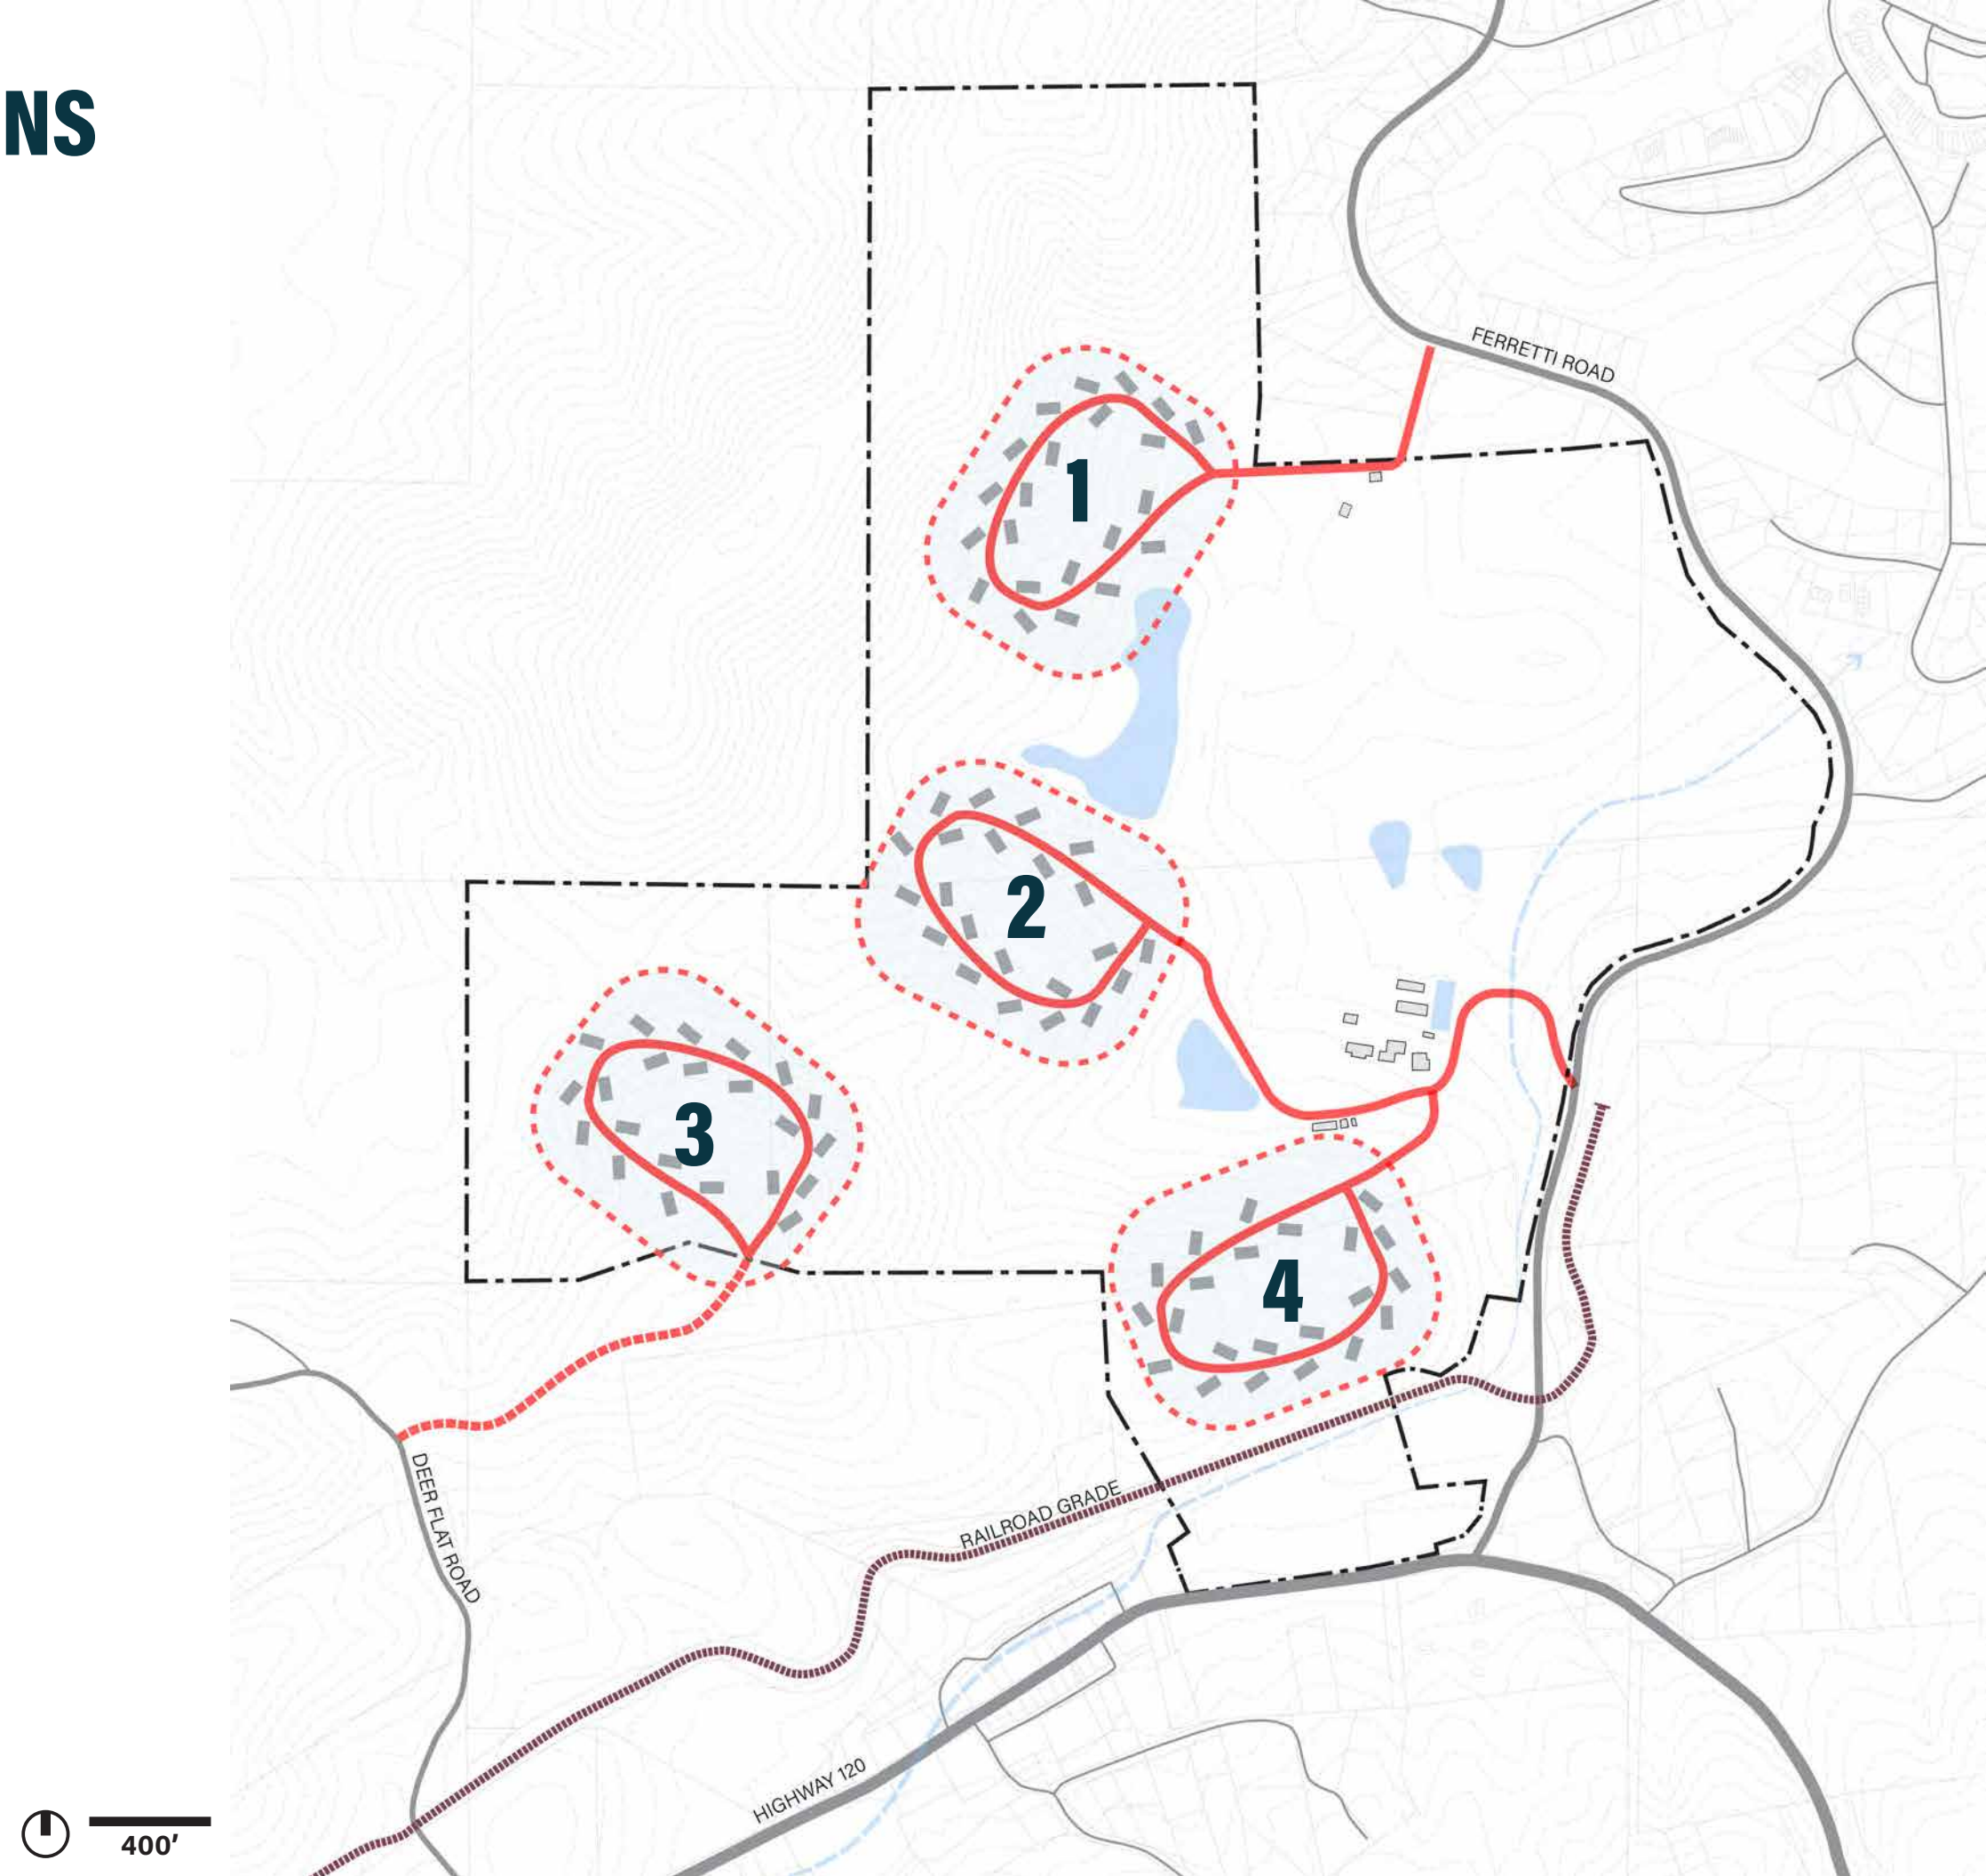 NS
FERRETTI ROAD
1
2
3
4
DEER FLAT ROAD
RAILROAD GRADE
HIGHWAY 120
400’